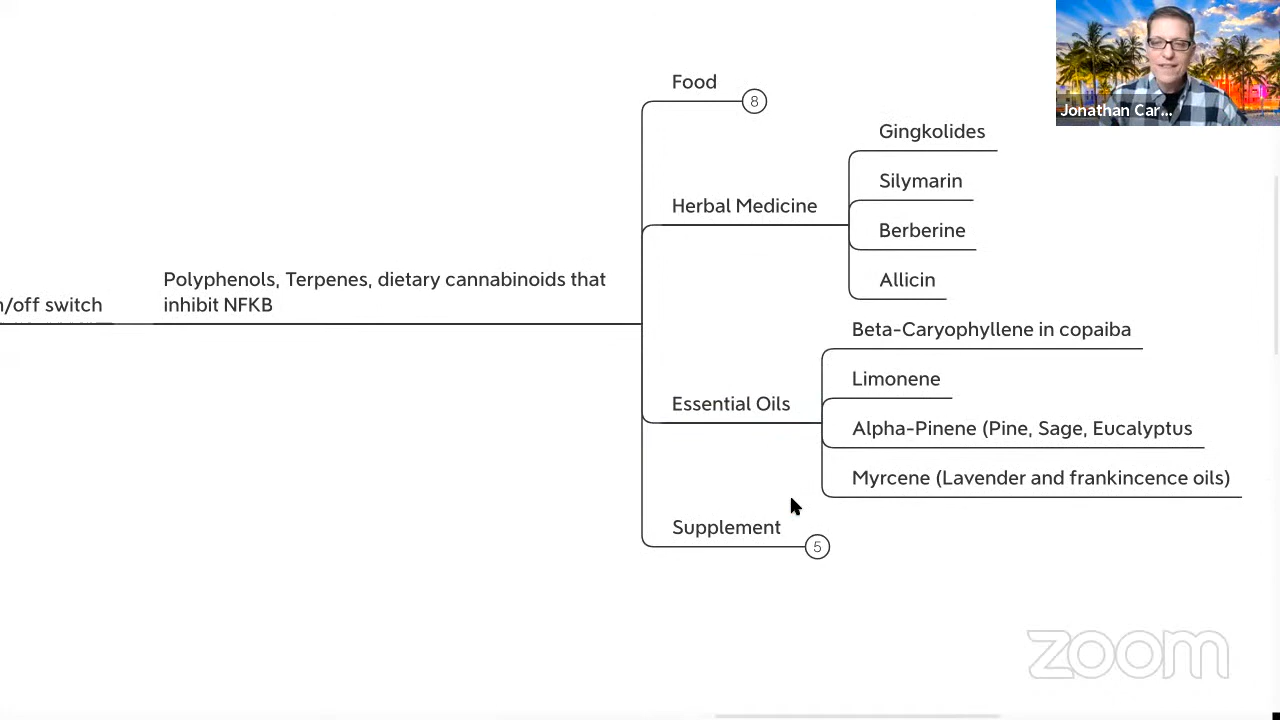 Food
8
Jonathan Car...
Gingkolides
Silymarin
Herbal Medicine
Berberine
Polyphenols, Terpenes, dietary cannabinoids that
inhibit NFKB
Allicin
n/off switch
Beta-Caryophyllene in copaiba
Limonene
Essential Oils
Alpha-Pinene (Pine, Sage, Eucalyptus
Myrcene (Lavender and frankincence oils)
Supplement
5
zoom